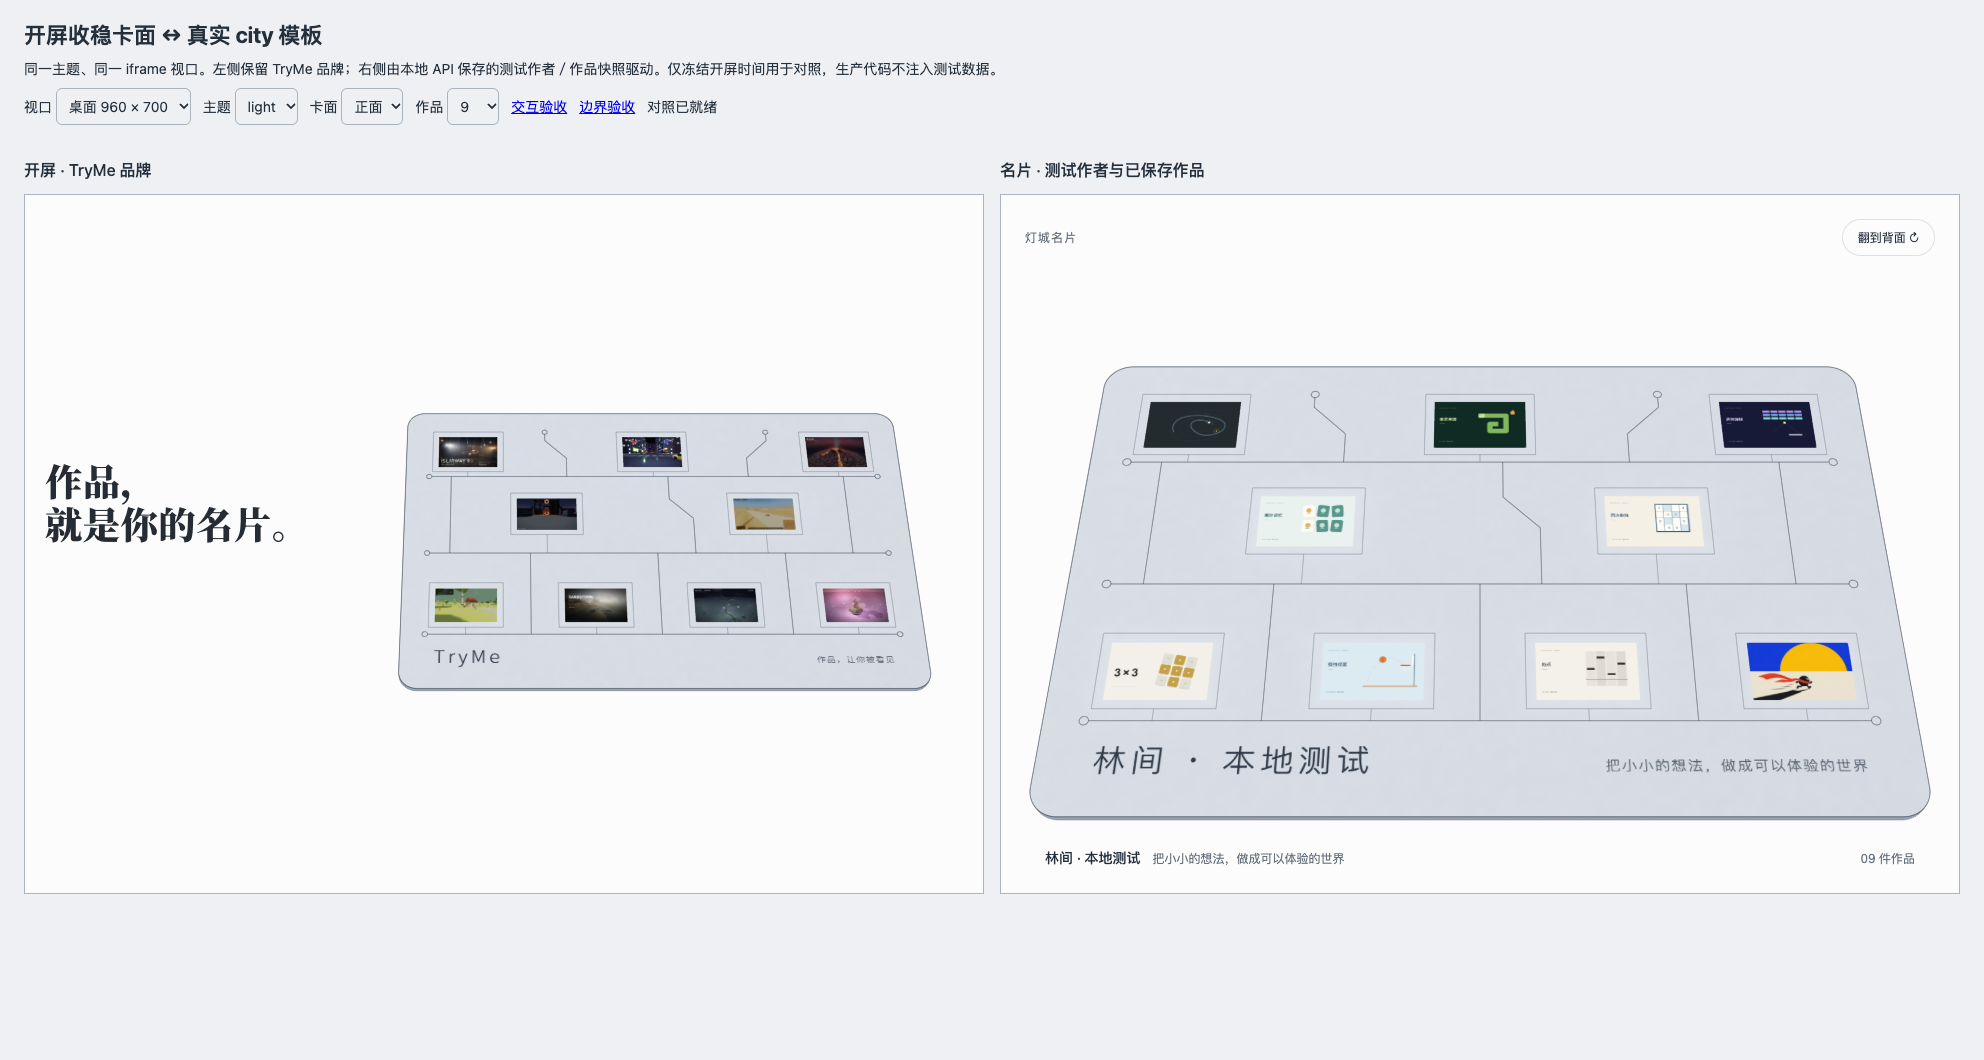 开屏收稳卡面 ↔ 真实 city 模板
同一主题、同一 iframe 视口。左侧保留 TryMe 品牌；右侧由本地 API 保存的测试作者 / 作品快照驱动。仅冻结开屏时间用于对照，生产代码不注入测试数据。
视口 桌面 960 × 700 主题 light 卡面 正面 作品 9 交互验收 边界验收 对照已就绪
开屏 · TryMe 品牌
作品，
就是你的名片。
TryMe
作品，让你被看见
名片 · 测试作者与已保存作品
灯城名片
翻到背面 ↻
3×3
林间 · 本地测试
把小小的想法，做成可以体验的世界
林间 · 本地测试 把小小的想法，做成可以体验的世界
09 件作品